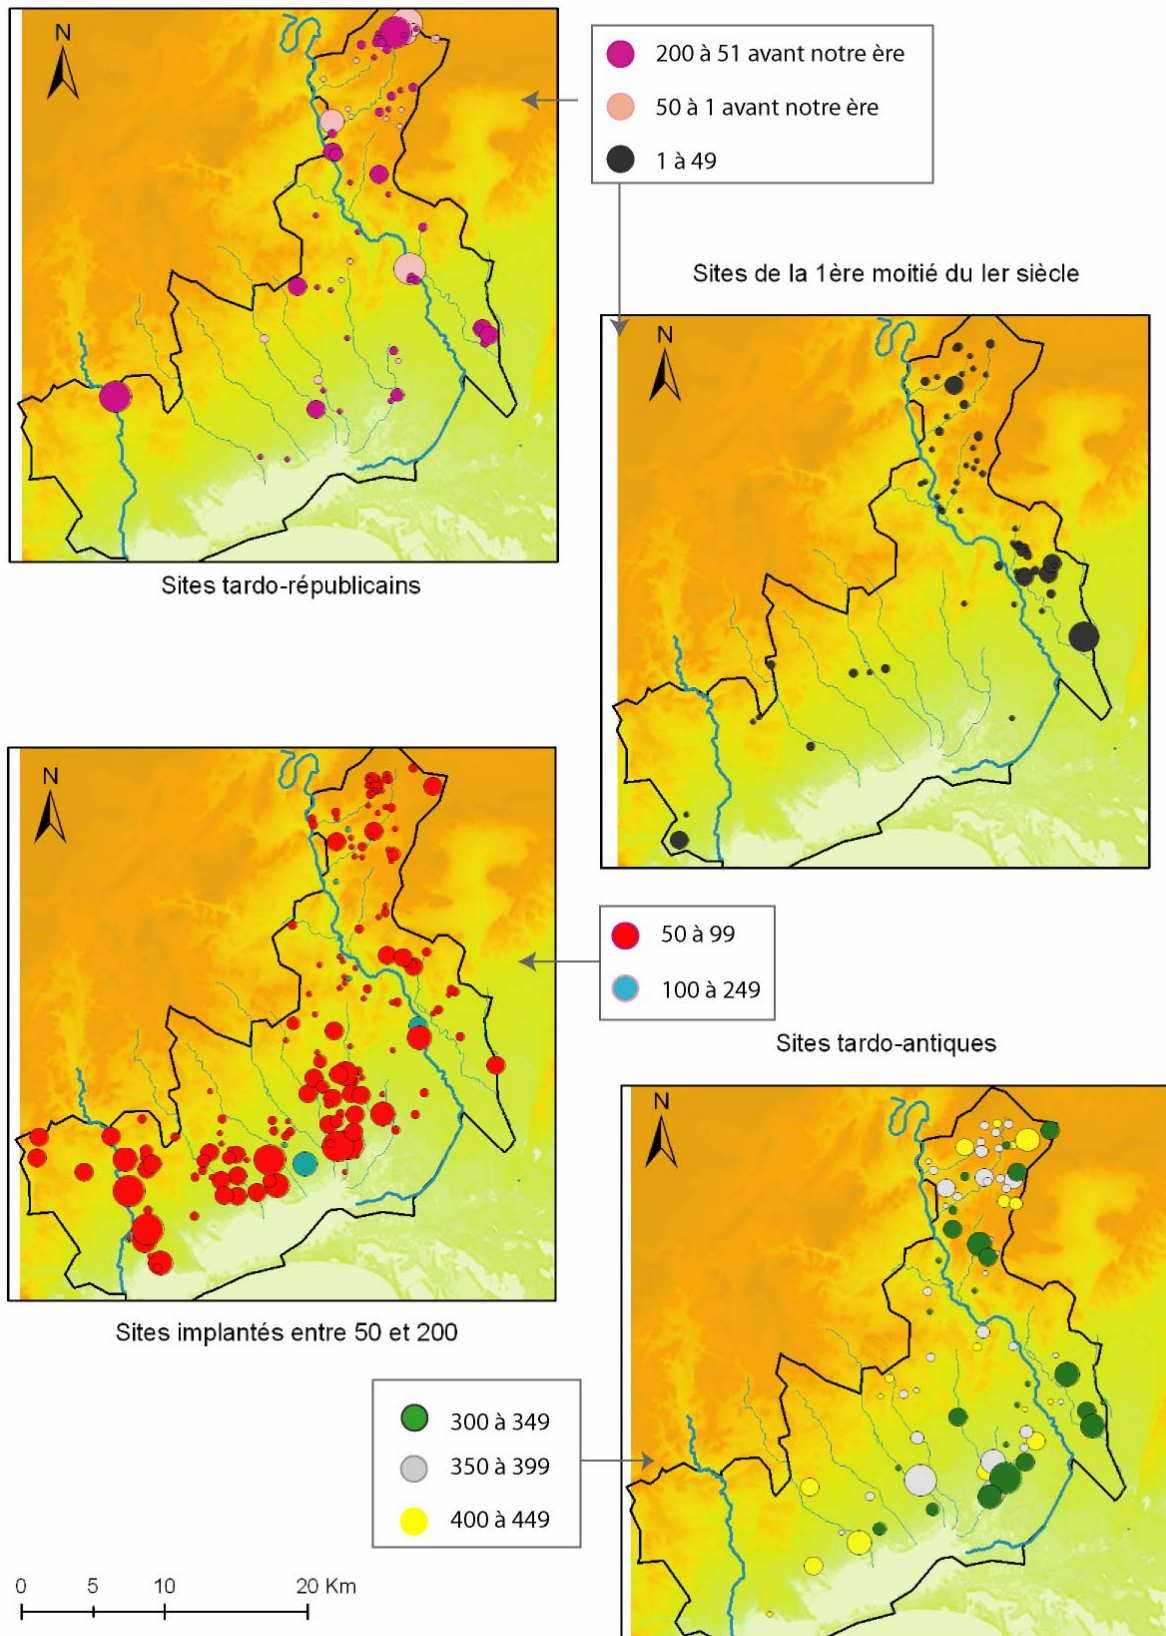 N
200 à 51 avant notre ère
50 à 1 avant notre ère
1 à 49
Sites de la 1ère moitié du Ier siècle
N
Sites tardo-républicains
N
50 à 99
100 à 249
Sites tardo-antiques
N
Sites implantés entre 50 et 200
300 à 349
350 à 399
400 à 449
0 5 10 20 Km